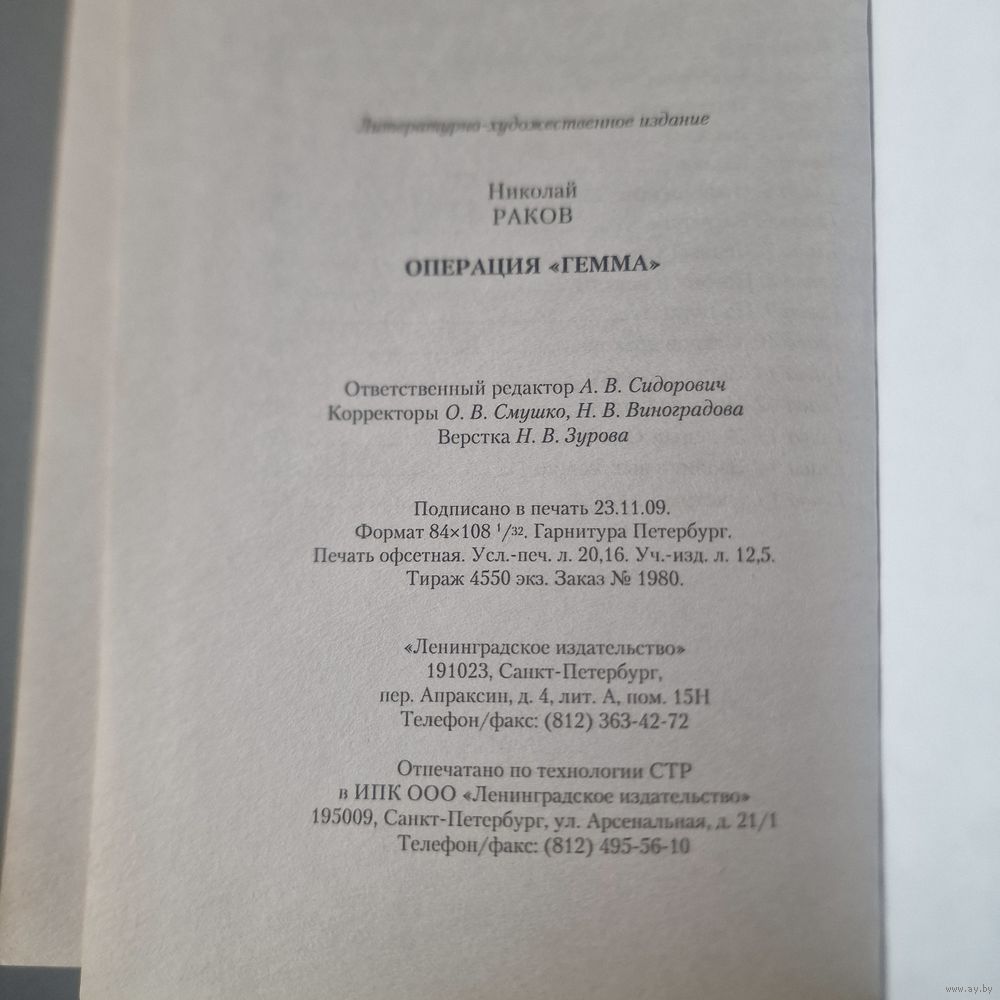 Литературно-художественное издание
Николай
РАКОВ
ОПЕРАЦИЯ «ГЕММА»
Ответственный редактор А. В. Сидорович
Корректоры О. В. Смушко, Н. В. Виноградова
Верстка Н. В. Зурова
Подписано в печать 23.11.09.
Формат 84×108 1/32. Гарнитура Петербург.
Печать офсетная. Усл.-печ. л. 20,16. Уч.-изд. л. 12,5.
Тираж 4550 экз. Заказ № 1980.
«Ленинградское издательство»
191023, Санкт-Петербург,
пер. Апраксин, д. 4, лит. А, пом. 15Н
Телефон/факс: (812) 363-42-72
Отпечатано по технологии СТР
в ИПК ООО «Ленинградское издательство»
195009, Санкт-Петербург, ул. Арсенальная, д. 21/1
Телефон/факс: (812) 495-56-10
www.ay.by